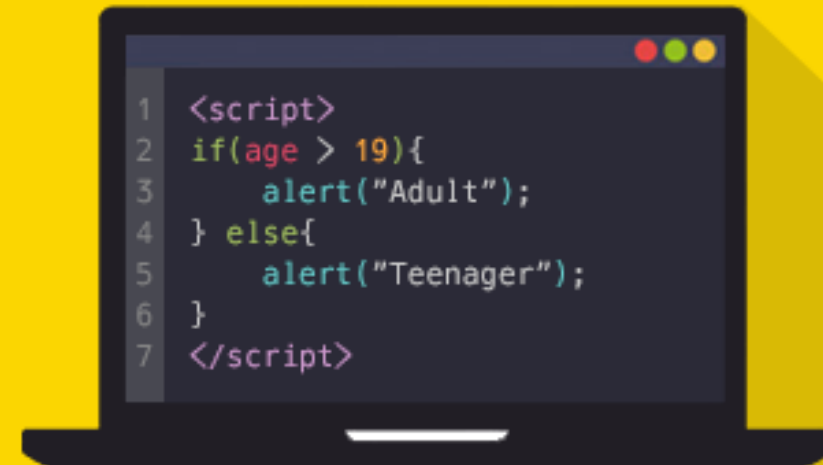 1 <script>
2 if(age > 19){
3     alert("Adult");
4 } else{
5     alert("Teenager");
6 }
7 </script>